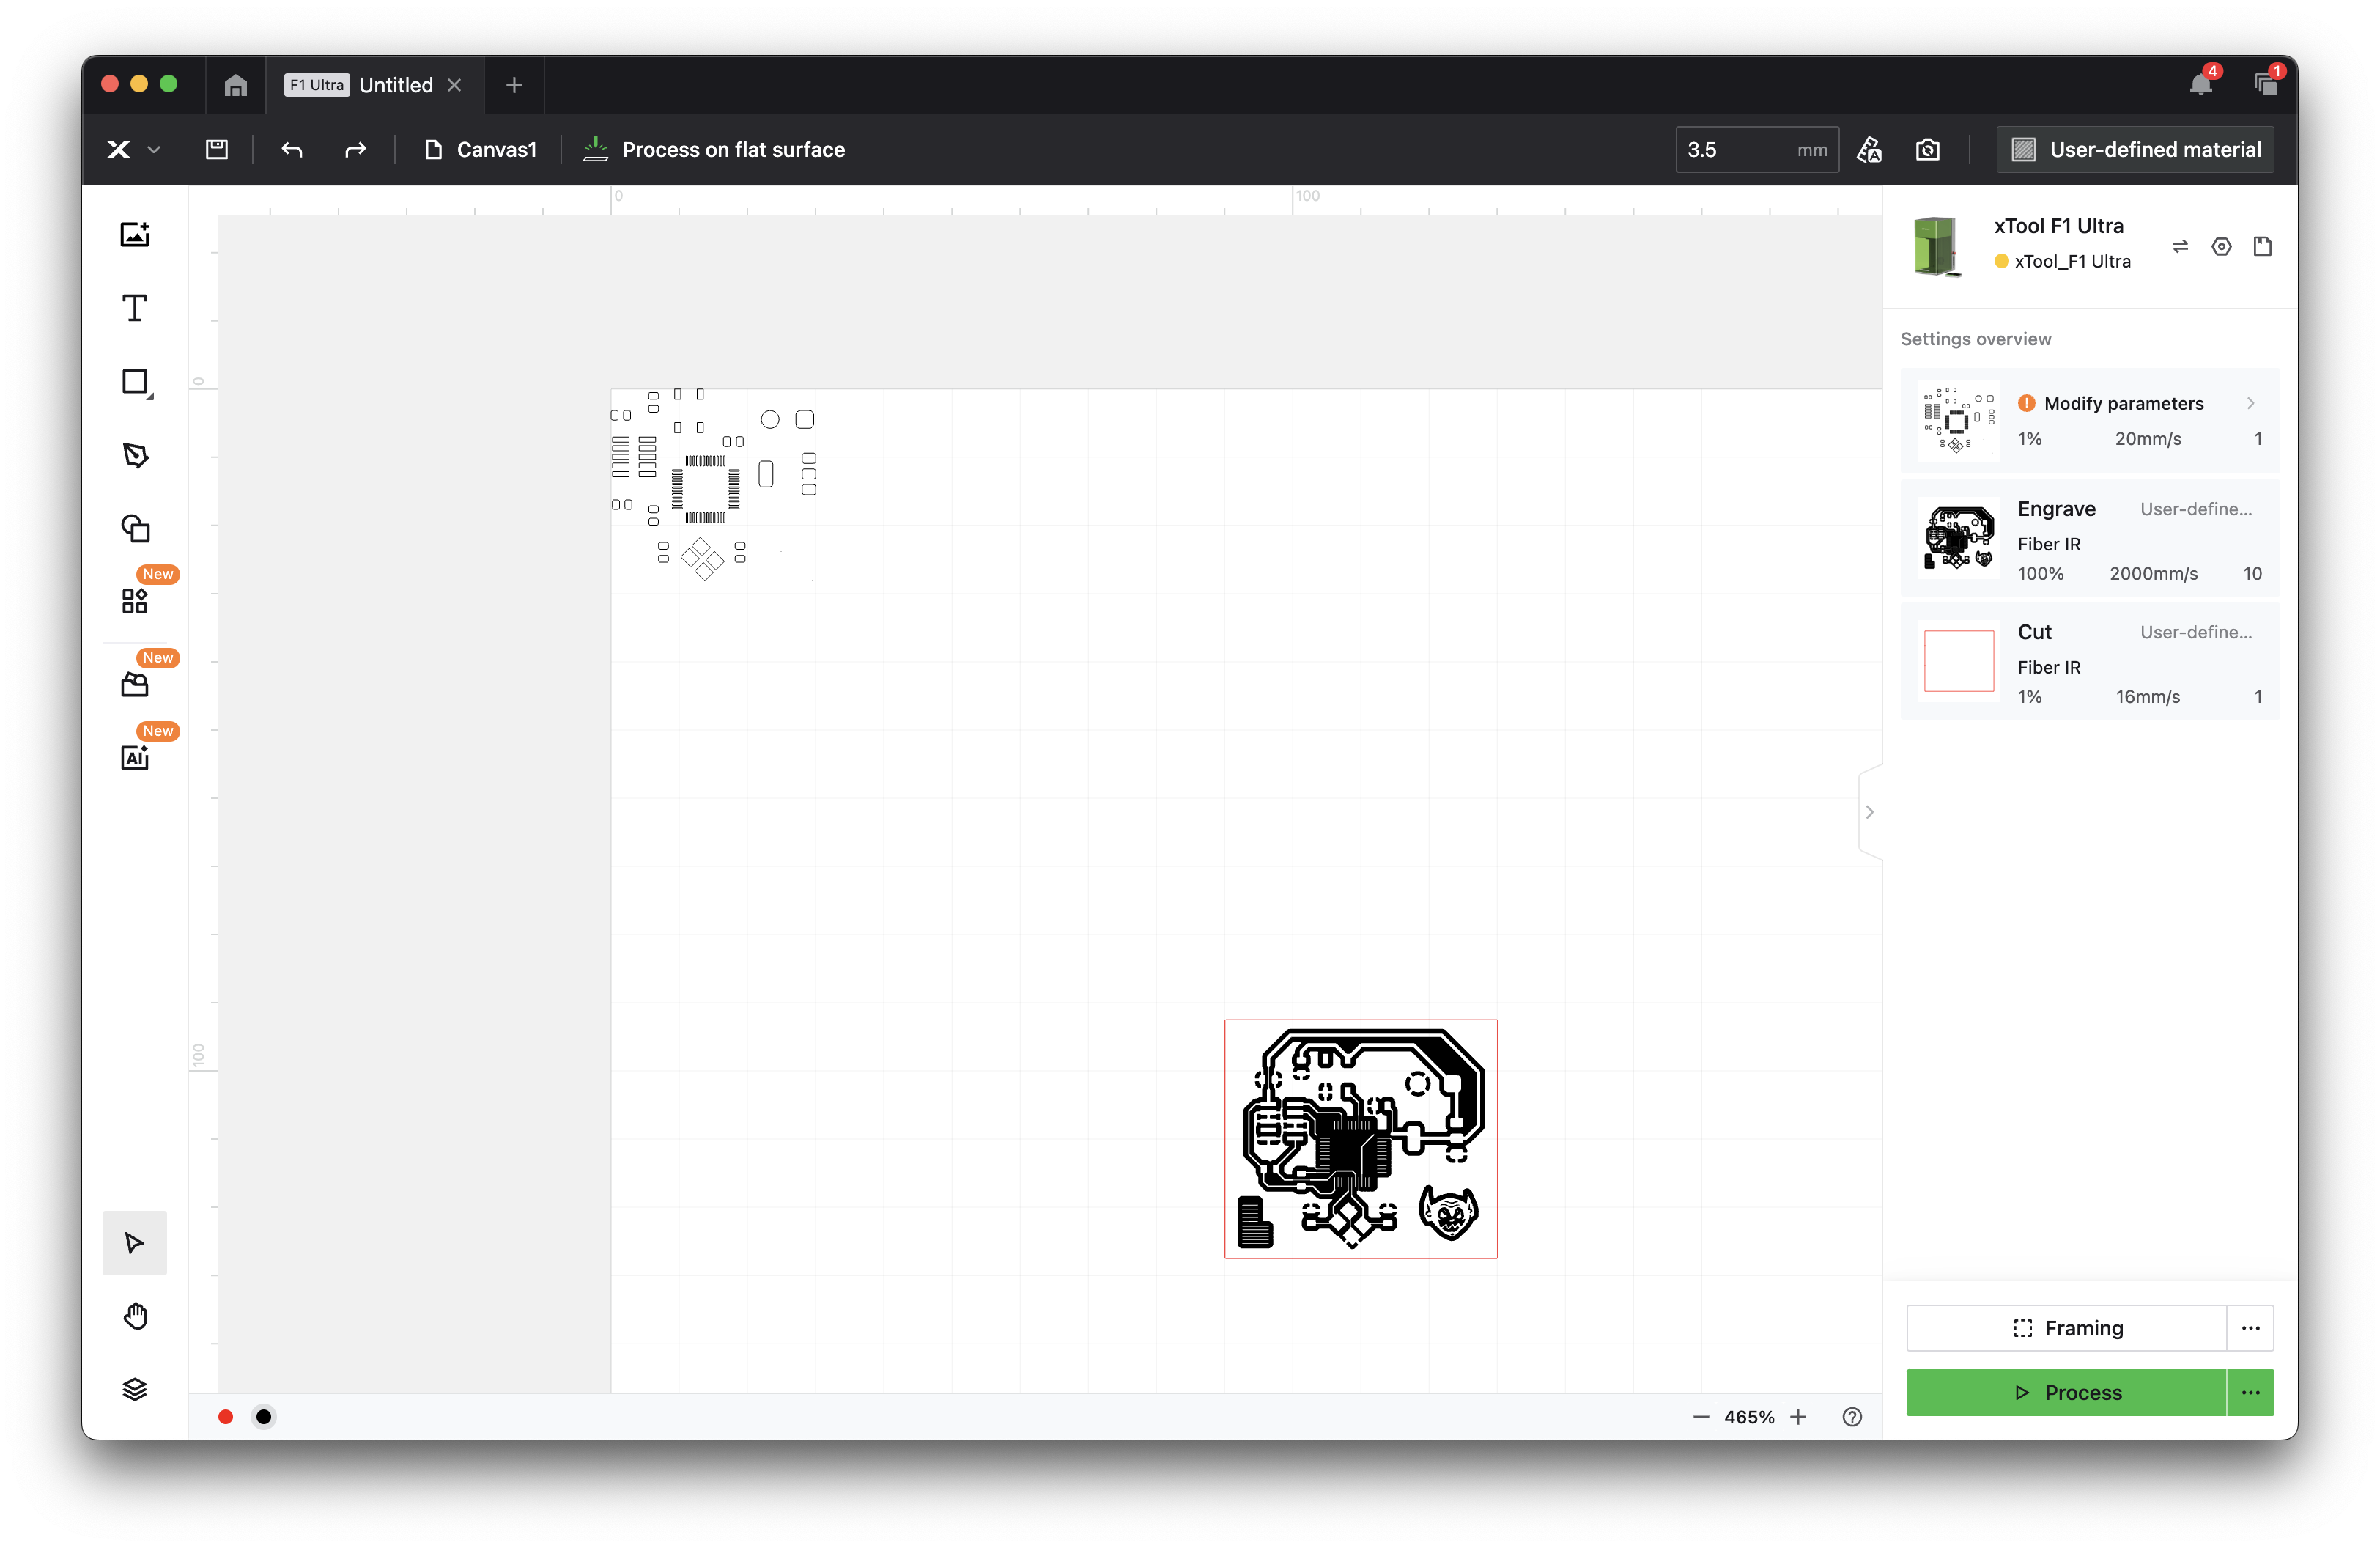 F1 Ultra Untitled
4
1
Canvas1
Process on flat surface
3.5 mm
User-defined material
0
100
0
100
New
New
New
AI
xTool F1 Ultra
xTool_F1 Ultra
Settings overview
Modify parameters
1% 20mm/s 1
Engrave User-define...
Fiber IR
100% 2000mm/s 10
Cut User-define...
Fiber IR
1% 16mm/s 1
Framing
Process
465%